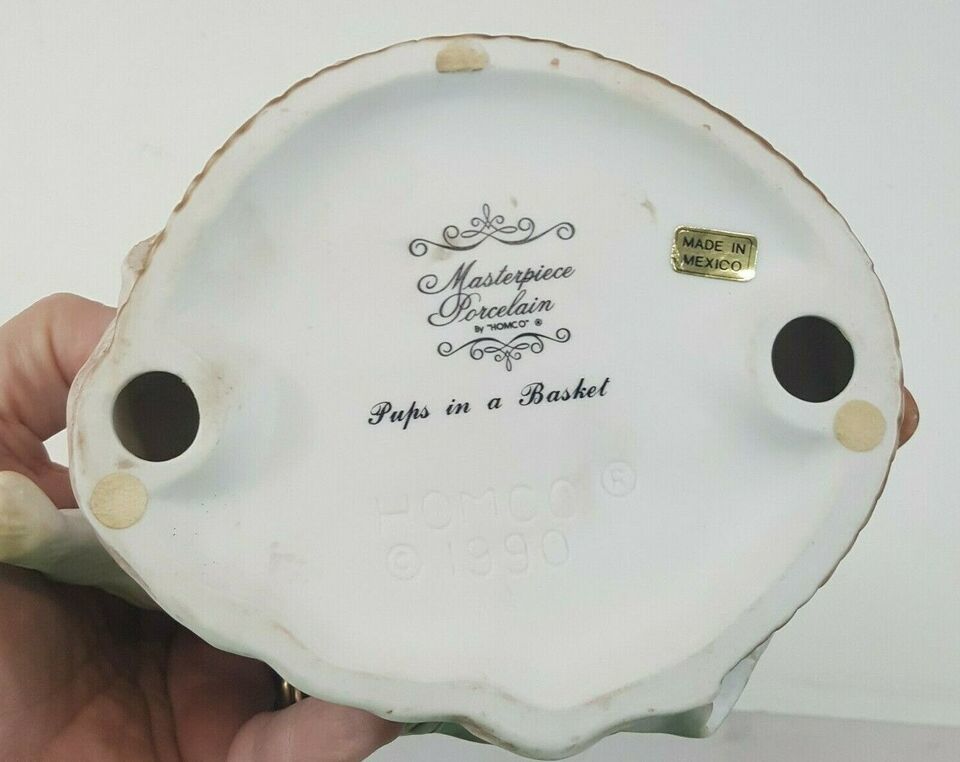 Masterpiece
Porcelain
By "HOMCO" ®
MADE IN
MEXICO
Pups in a Basket
HOMCO ®
© 1990